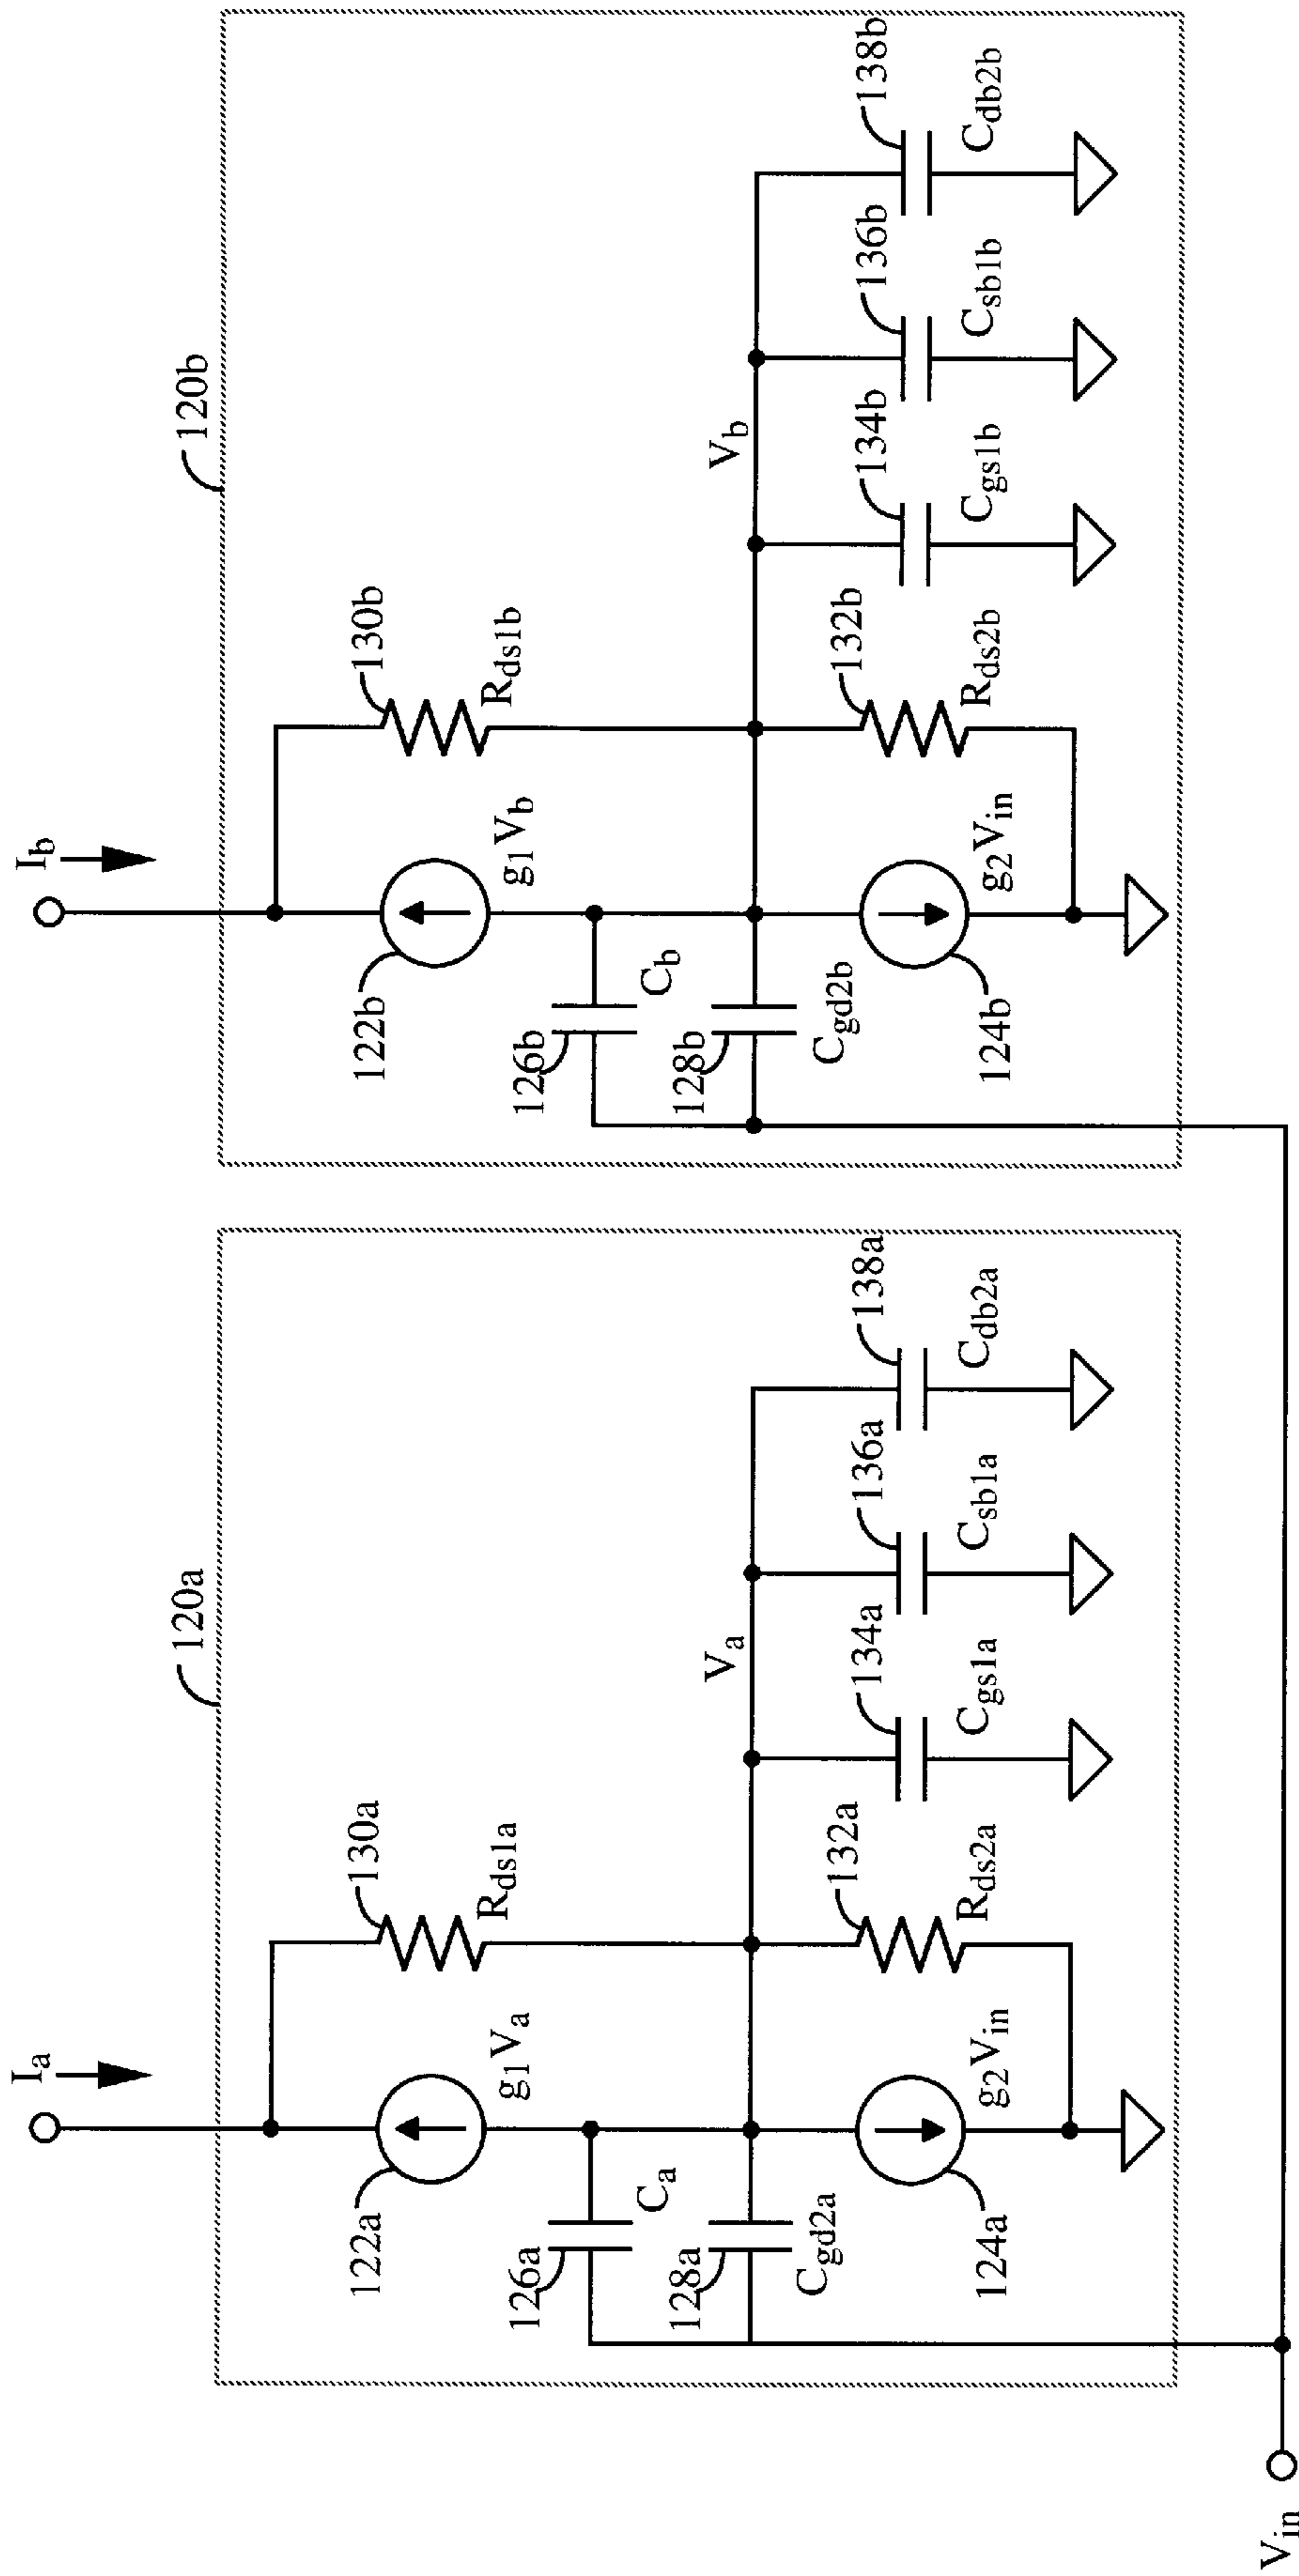 I_a
120a
122a
g_1V_a
130a
R_ds1a
126a
C_a
128a
C_gd2a
124a
g_2V_in
132a
R_ds2a
V_a
134a
C_gs1a
136a
C_sb1a
138a
C_db2a
I_b
120b
122b
g_1V_b
130b
R_ds1b
126b
C_b
128b
C_gd2b
124b
g_2V_in
132b
R_ds2b
V_b
134b
C_gs1b
136b
C_sb1b
138b
C_db2b
V_in